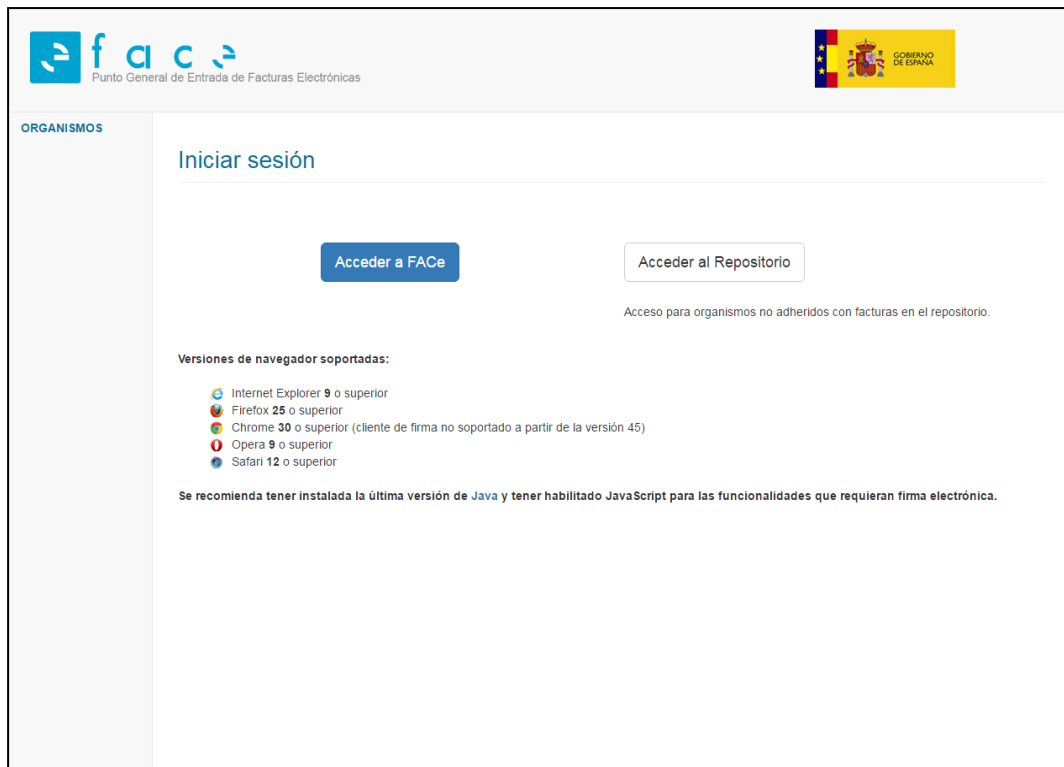 face
Punto General de Entrada de Facturas Electrónicas
GOBIERNO
DE ESPAÑA
ORGANISMOS
Iniciar sesión
Acceder a FACe
Acceder al Repositorio
Acceso para organismos no adheridos con facturas en el repositorio.
Versiones de navegador soportadas:
Internet Explorer 9 o superior
Firefox 25 o superior
Chrome 30 o superior (cliente de firma no soportado a partir de la versión 45)
Opera 9 o superior
Safari 12 o superior
Se recomienda tener instalada la última versión de Java y tener habilitado JavaScript para las funcionalidades que requieran firma electrónica.